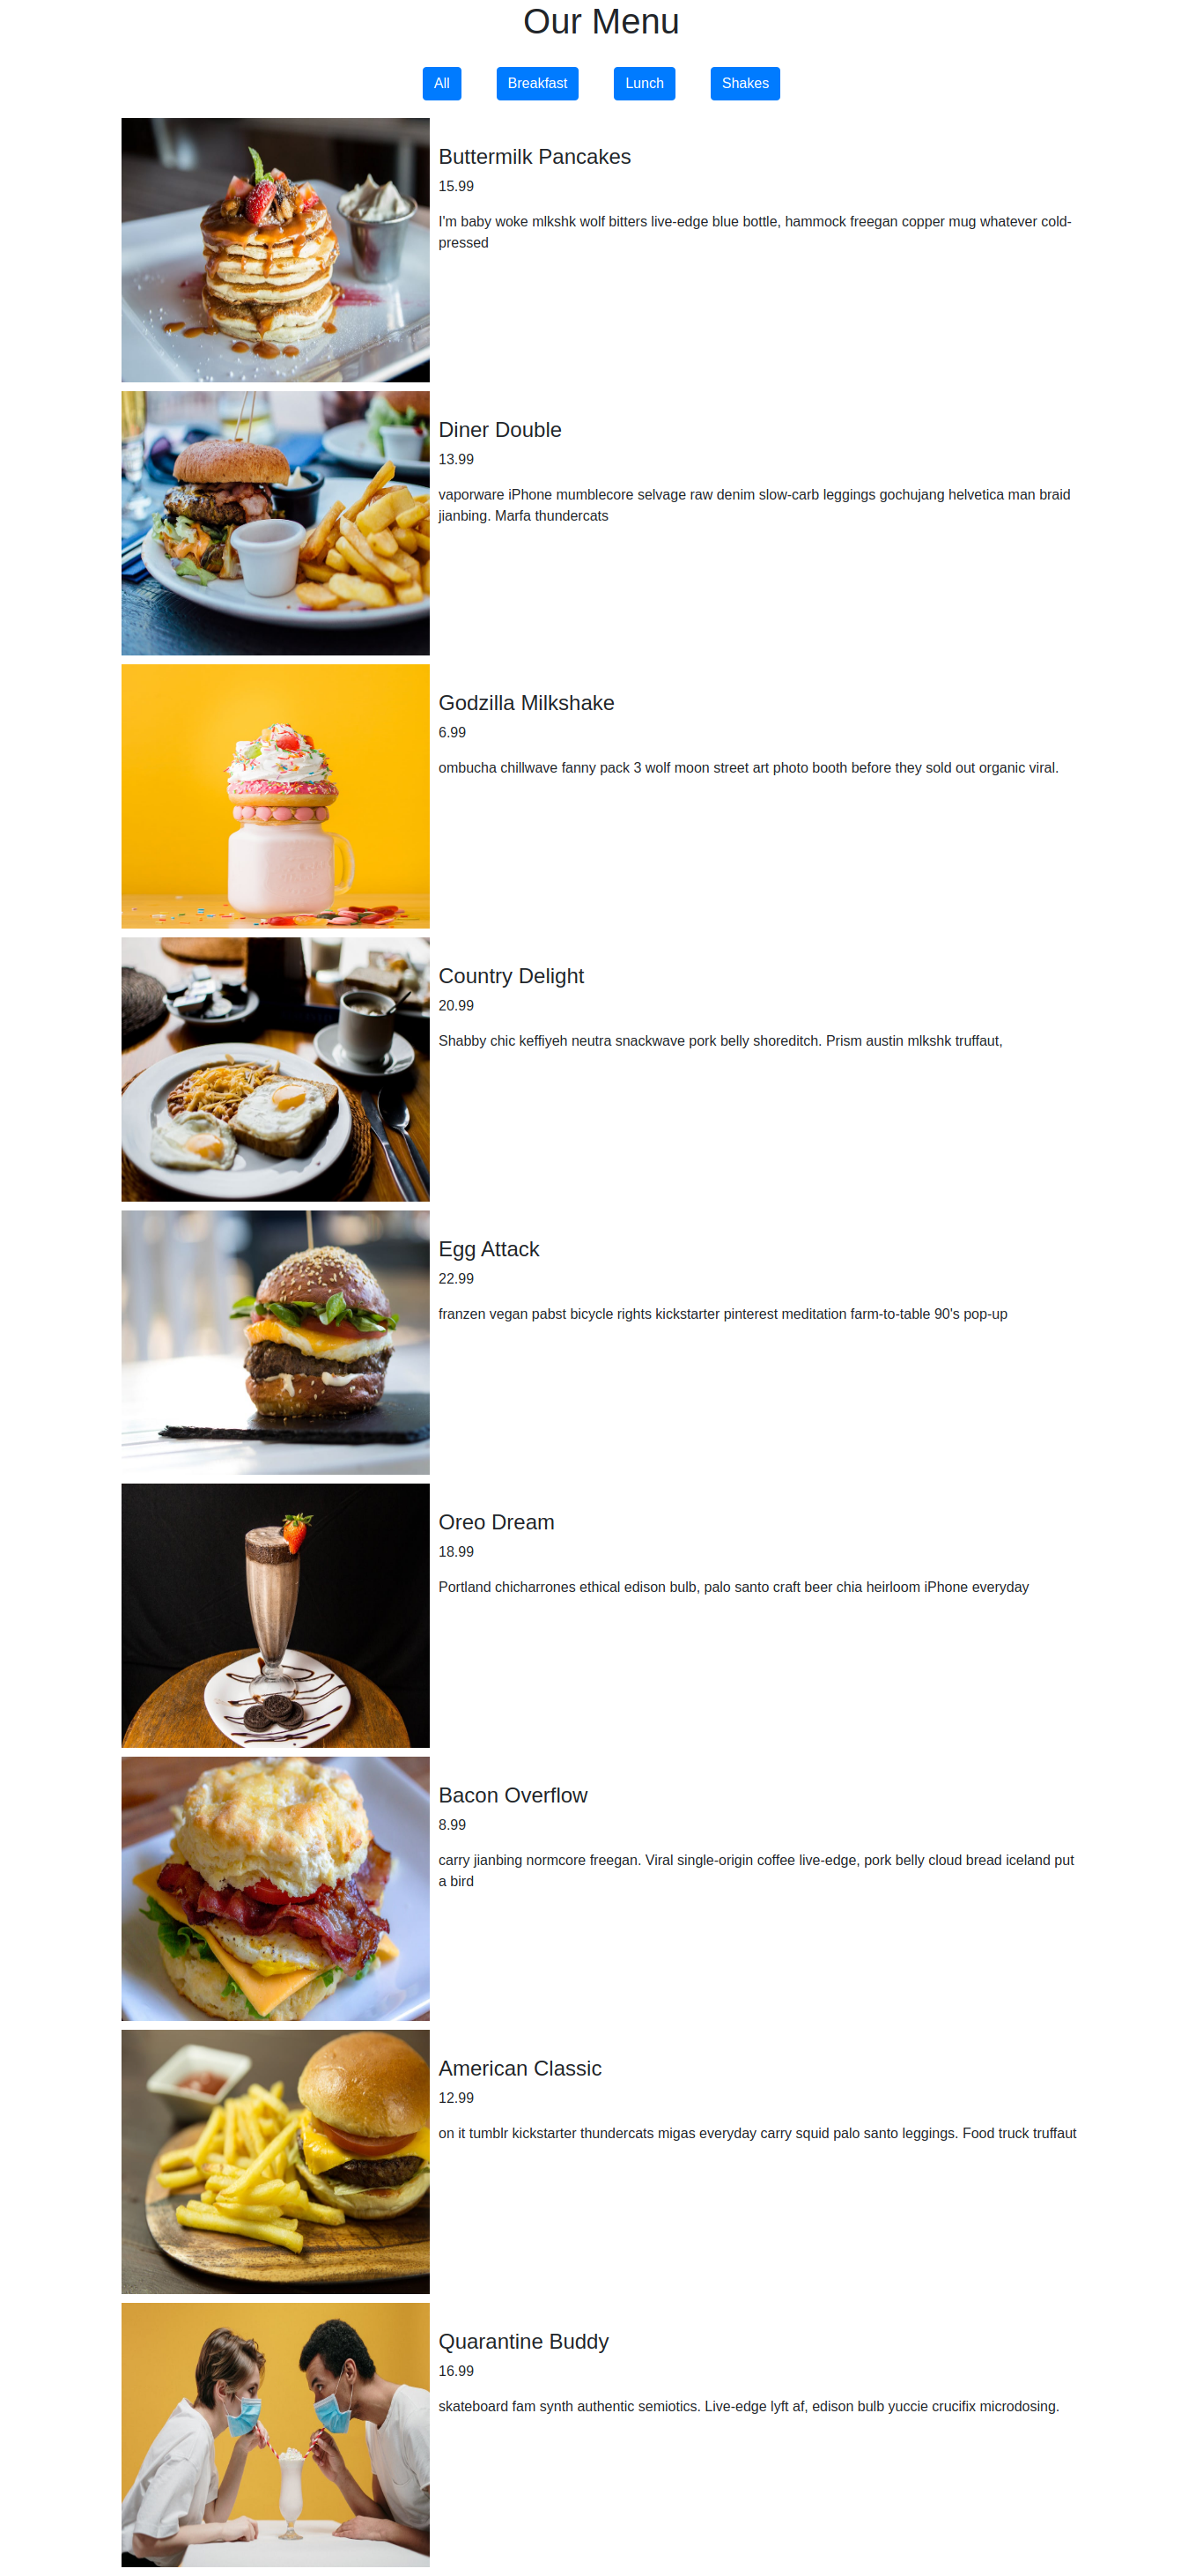 Our Menu
All Breakfast Lunch Shakes
Buttermilk Pancakes
15.99
I'm baby woke mlkshk wolf bitters live-edge blue bottle, hammock freegan copper mug whatever cold-
pressed
Diner Double
13.99
vaporware iPhone mumblecore selvage raw denim slow-carb leggings gochujang helvetica man braid
jianbing. Marfa thundercats
Godzilla Milkshake
6.99
ombucha chillwave fanny pack 3 wolf moon street art photo booth before they sold out organic viral.
Country Delight
20.99
Shabby chic keffiyeh neutra snackwave pork belly shoreditch. Prism austin mlkshk truffaut,
Egg Attack
22.99
franzen vegan pabst bicycle rights kickstarter pinterest meditation farm-to-table 90's pop-up
Oreo Dream
18.99
Portland chicharrones ethical edison bulb, palo santo craft beer chia heirloom iPhone everyday
Bacon Overflow
8.99
carry jianbing normcore freegan. Viral single-origin coffee live-edge, pork belly cloud bread iceland put
a bird
American Classic
12.99
on it tumblr kickstarter thundercats migas everyday carry squid palo santo leggings. Food truck truffaut
Quarantine Buddy
16.99
skateboard fam synth authentic semiotics. Live-edge lyft af, edison bulb yuccie crucifix microdosing.